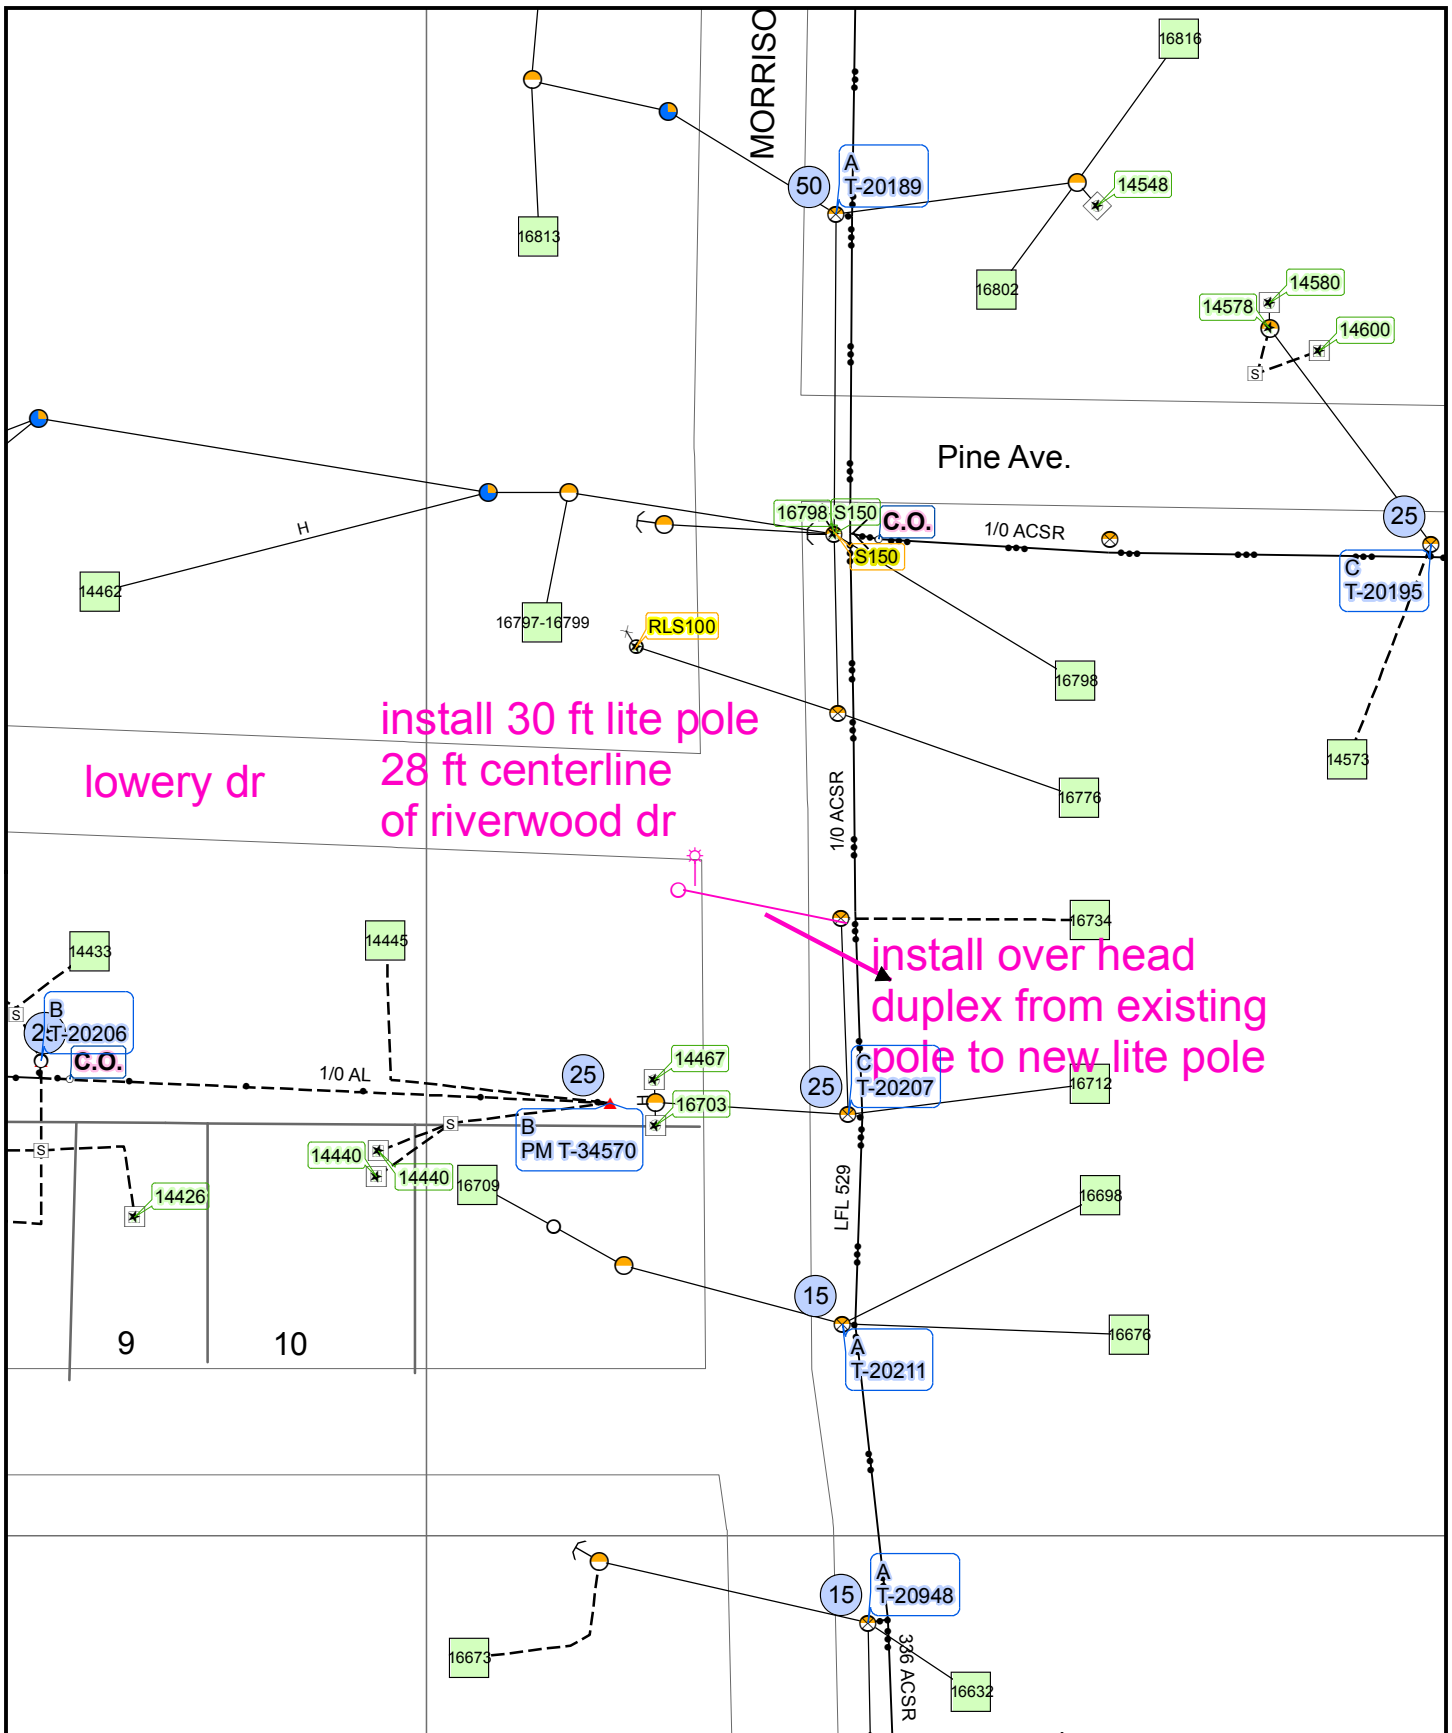 MORRISO
16816
A
T-20189
50
14548
16813
16802
14580
14578
14600
S
Pine Ave.
25
16798
S150
C.O.
1/0 ACSR
S150
C
T-20195
H
14462
16797-16799
RLS100
16798
14573
16776
install 30 ft lite pole
28 ft centerline
of riverwood dr
lowery dr
1/0 ACSR
16734
14433
14445
install over head
duplex from existing
pole to new lite pole
S
B
T-20206
C.O.
1/0 AL
25
14467
16703
C
T-20207
25
16712
S
S
B
PM T-34570
14440
14440
16709
14426
LFL 529
16698
15
16676
A
T-20211
9
10
A
T-20948
15
336 ACSR
16673
16632